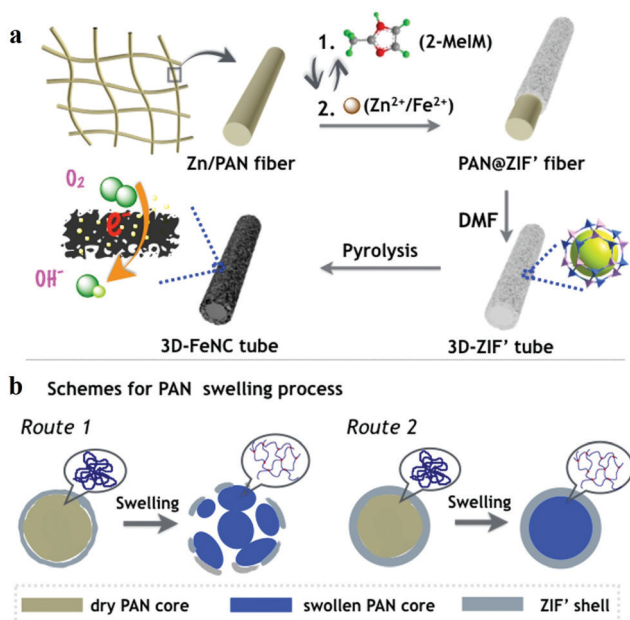 a
1. (2-MeIM)
2. (Zn²⁺/Fe²⁺)
Zn/PAN fiber
PAN@ZIF' fiber
O₂
e⁻
OH⁻
DMF
Pyrolysis
3D-FeNC tube
3D-ZIF' tube
b Schemes for PAN swelling process
Route 1
Route 2
Swelling
Swelling
dry PAN core
swollen PAN core
ZIF' shell